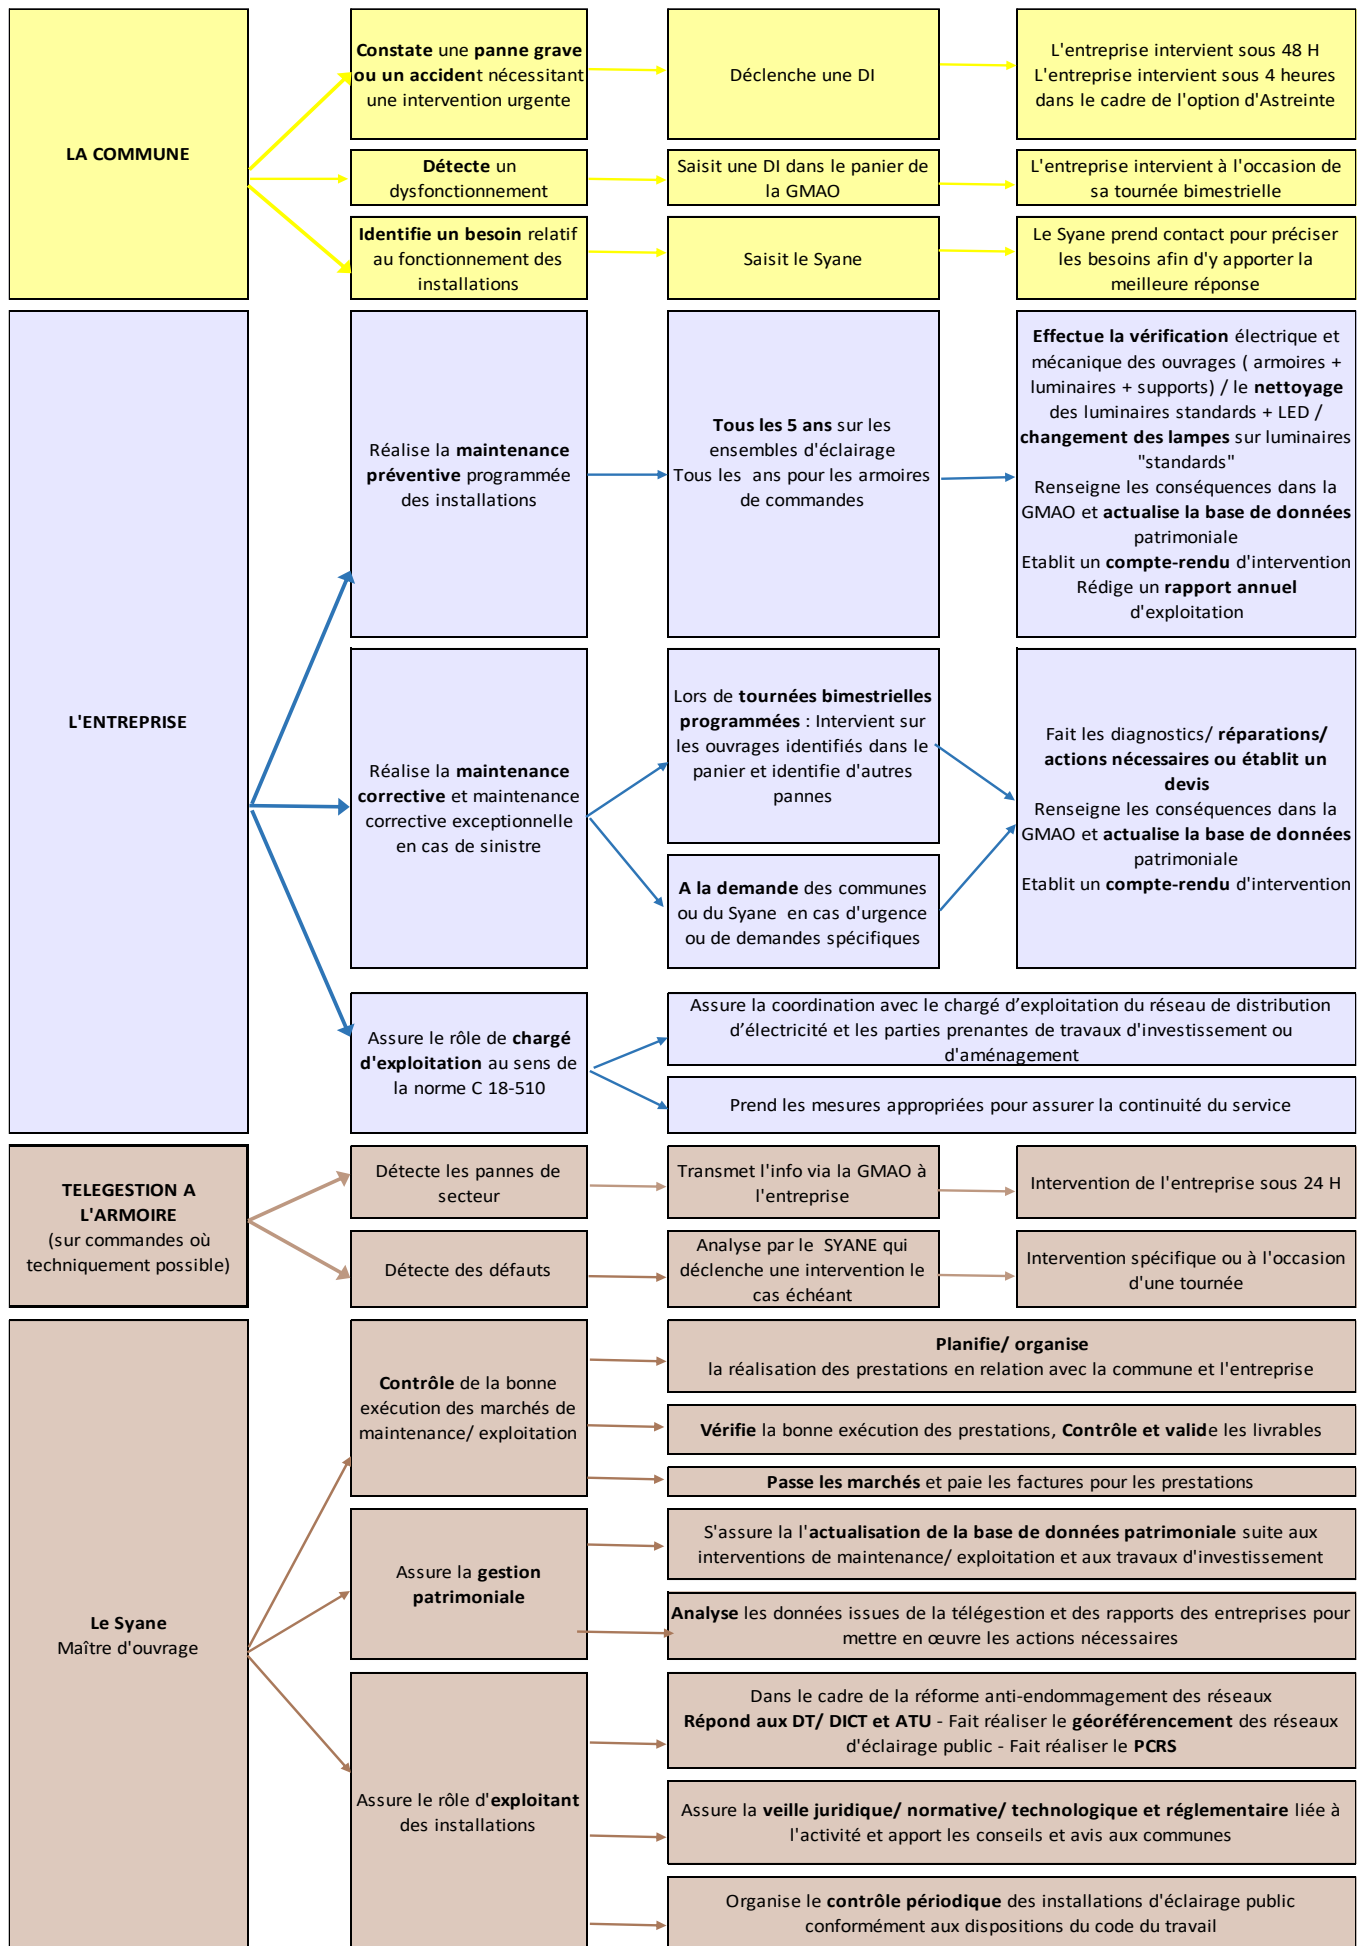 LA COMMUNE
Constate une panne grave
ou un accident nécessitant
une intervention urgente
Déclenche une DI
L'entreprise intervient sous 48 H
L'entreprise intervient sous 4 heures
dans le cadre de l'option d'Astreinte
Détecte un
dysfonctionnement
Saisit une DI dans le panier de
la GMAO
L'entreprise intervient à l'occasion de
sa tournée bimestrielle
Identifie un besoin relatif
au fonctionnement des
installations
Saisit le Syane
Le Syane prend contact pour préciser
les besoins afin d'y apporter la
meilleure réponse
L'ENTREPRISE
Réalise la maintenance
préventive programmée
des installations
Tous les 5 ans sur les
ensembles d'éclairage
Tous les ans pour les armoires
de commandes
Effectue la vérification électrique et
mécanique des ouvrages ( armoires +
luminaires + supports) / le nettoyage
des luminaires standards + LED /
changement des lampes sur luminaires
"standards"
Renseigne les conséquences dans la
GMAO et actualise la base de données
patrimoniale
Etablit un compte-rendu d'intervention
Rédige un rapport annuel
d'exploitation
Réalise la maintenance
corrective et maintenance
corrective exceptionnelle
en cas de sinistre
Lors de tournées bimestrielles
programmées : Intervient sur
les ouvrages identifiés dans le
panier et identifie d'autres
pannes
A la demande des communes
ou du Syane en cas d'urgence
ou de demandes spécifiques
Fait les diagnostics/ réparations/
actions nécessaires ou établit un
devis
Renseigne les conséquences dans la
GMAO et actualise la base de données
patrimoniale
Etablit un compte-rendu d'intervention
Assure le rôle de chargé
d'exploitation au sens de
la norme C 18-510
Assure la coordination avec le chargé d’exploitation du réseau de distribution
d’électricité et les parties prenantes de travaux d'investissement ou
d'aménagement
Prend les mesures appropriées pour assurer la continuité du service
TELEGESTION A
L'ARMOIRE
(sur commandes où
techniquement possible)
Détecte les pannes de
secteur
Transmet l'info via la GMAO à
l'entreprise
Intervention de l'entreprise sous 24 H
Détecte des défauts
Analyse par le SYANE qui
déclenche une intervention le
cas échéant
Intervention spécifique ou à l'occasion
d'une tournée
Le Syane
Maître d'ouvrage
Contrôle de la bonne
exécution des marchés de
maintenance/ exploitation
Planifie/ organise
la réalisation des prestations en relation avec la commune et l'entreprise
Vérifie la bonne exécution des prestations, Contrôle et valide les livrables
Passe les marchés et paie les factures pour les prestations
Assure la gestion
patrimoniale
S'assure la l'actualisation de la base de données patrimoniale suite aux
interventions de maintenance/ exploitation et aux travaux d'investissement
Analyse les données issues de la télégestion et des rapports des entreprises pour
mettre en œuvre les actions nécessaires
Assure le rôle d'exploitant
des installations
Dans le cadre de la réforme anti-endommagement des réseaux
Répond aux DT/ DICT et ATU - Fait réaliser le géoréférencement des réseaux
d'éclairage public - Fait réaliser le PCRS
Assure la veille juridique/ normative/ technologique et réglementaire liée à
l'activité et apport les conseils et avis aux communes
Organise le contrôle périodique des installations d'éclairage public
conformément aux dispositions du code du travail